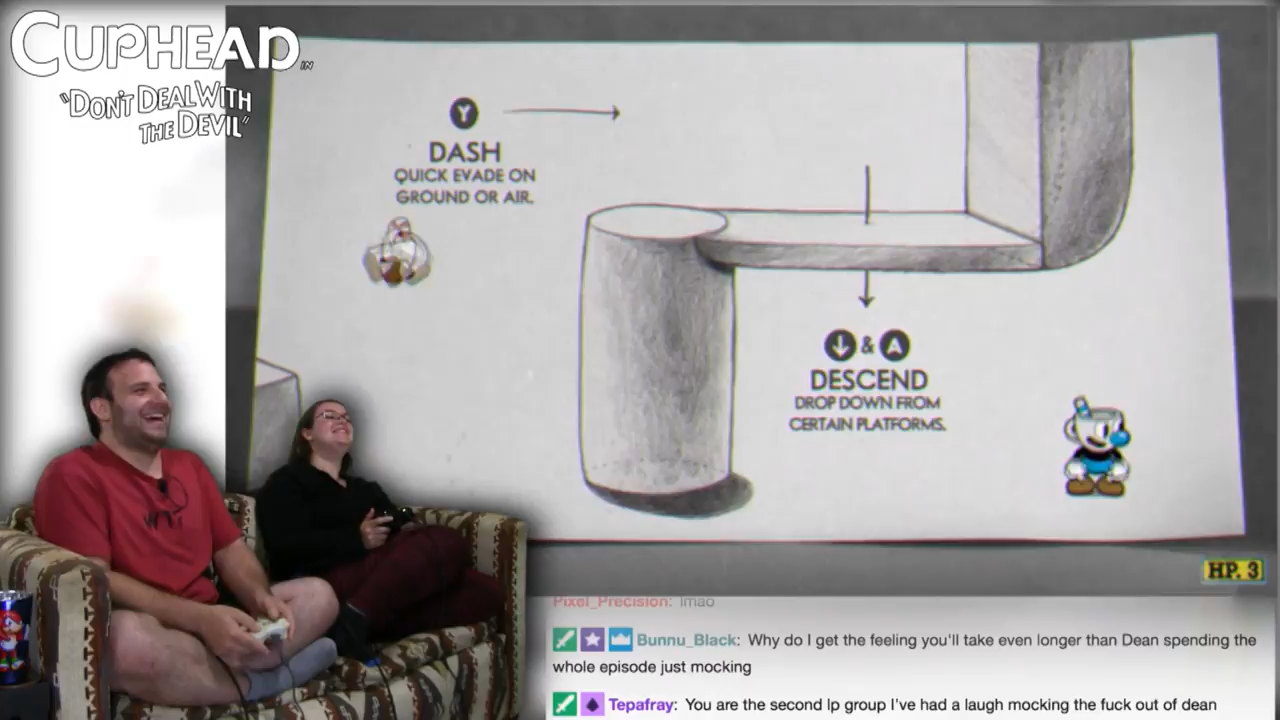 CUPHEAD
IN
"DON'T DEAL WITH
THE DEVIL"
Y
DASH
QUICK EVADE ON
GROUND OR AIR.
& A
DESCEND
DROP DOWN FROM
CERTAIN PLATFORMS.
HP. 3
Pixel_Precision: lmao
Bunnu_Black: Why do I get the feeling you'll take even longer than Dean spending the
whole episode just mocking
Tepafray: You are the second lp group I've had a laugh mocking the fuck out of dean